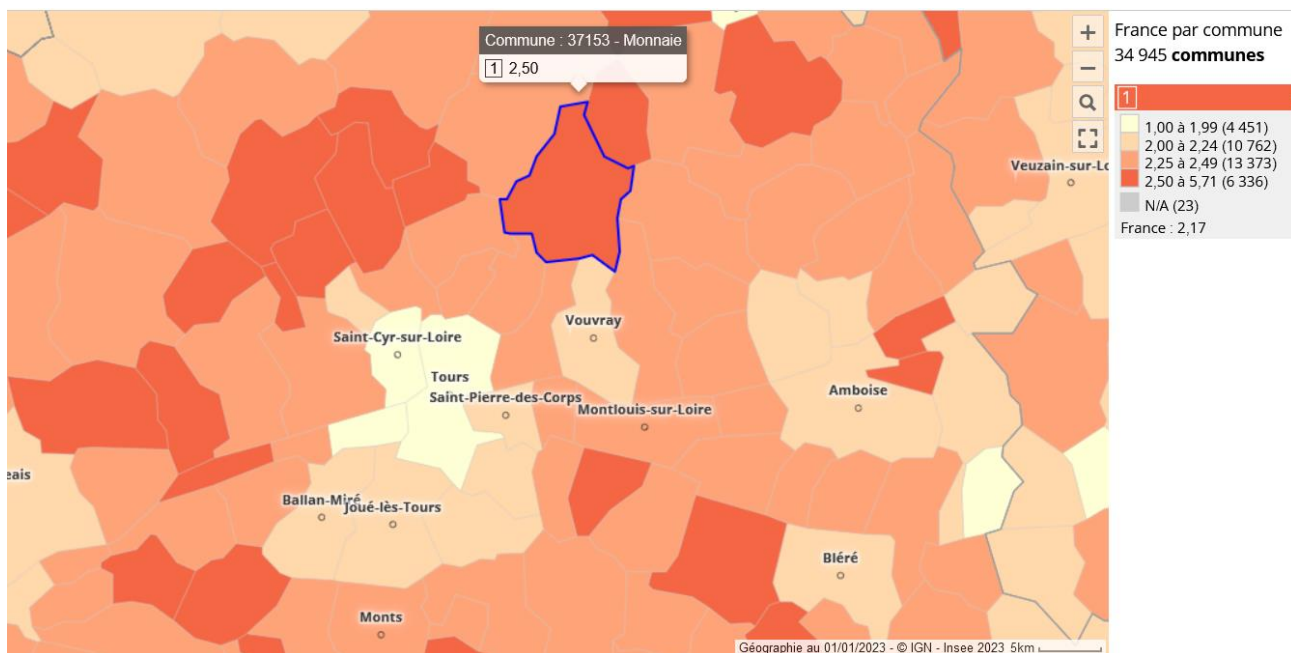 Commune : 37153 - Monnaie
1 2,50
Veuzain-sur-Lo
Vouvray
Saint-Cyr-sur-Loire
Tours
Saint-Pierre-des-Corps
Amboise
Montlouis-sur-Loire
eais
Ballan-Miré
Joué-lès-Tours
Bléré
Monts
Géographie au 01/01/2023 - © IGN - Insee 2023 5km
+
−
France par commune
34 945 communes
1
1,00 à 1,99 (4 451)
2,00 à 2,24 (10 762)
2,25 à 2,49 (13 373)
2,50 à 5,71 (6 336)
N/A (23)
France : 2,17